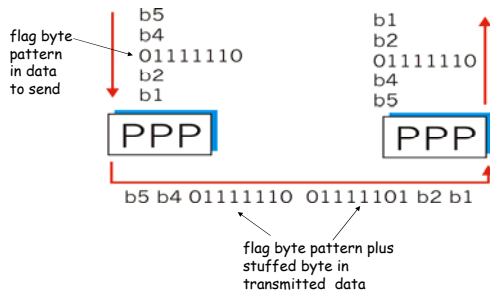 flag byte
pattern
in data
to send
b5
b4
01111110
b2
b1
PPP
b1
b2
01111110
b4
b5
PPP
b5 b4 01111110 01111101 b2 b1
flag byte pattern plus
stuffed byte in
transmitted data